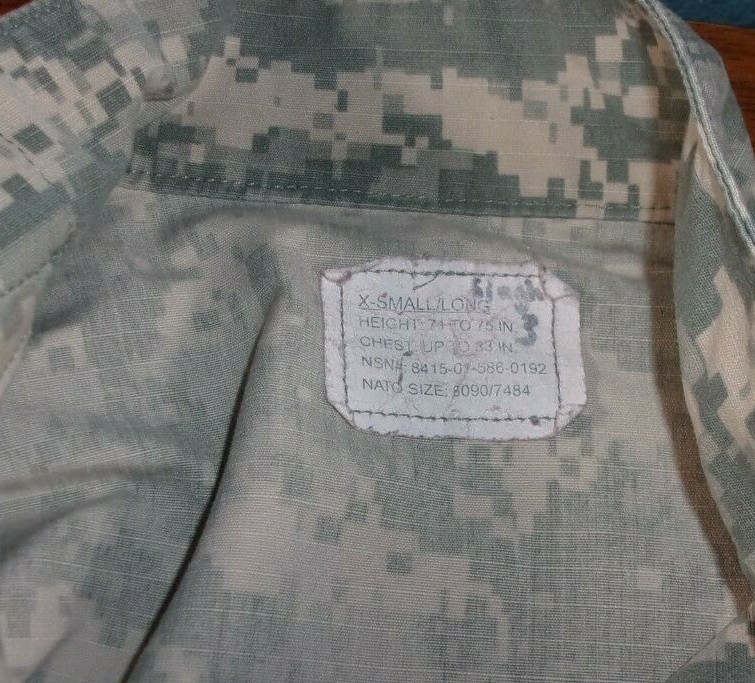 X-SMALL/LONG
HEIGHT: 71 TO 75 IN.
CHEST: UP TO 33 IN.
NSN#: 8415-01-586-0192
NATO SIZE: 8090/7484